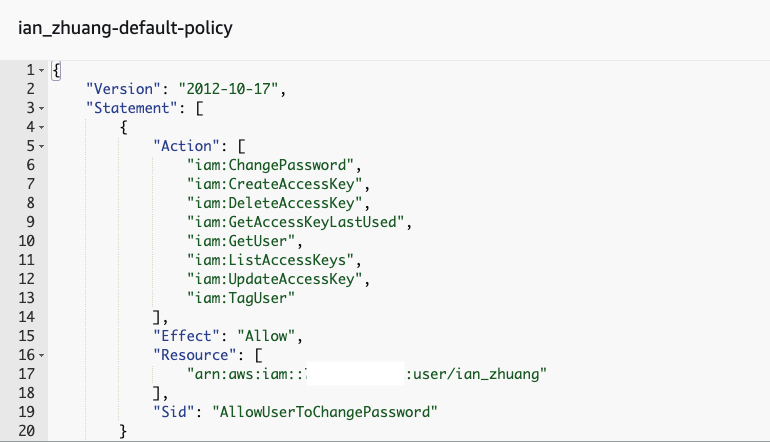 ian_zhuang-default-policy
1 {
2 "Version": "2012-10-17",
3 "Statement": [
4 {
5 "Action": [
6 "iam:ChangePassword",
7 "iam:CreateAccessKey",
8 "iam:DeleteAccessKey",
9 "iam:GetAccessKeyLastUsed",
10 "iam:GetUser",
11 "iam:ListAccessKeys",
12 "iam:UpdateAccessKey",
13 "iam:TagUser"
14 ],
15 "Effect": "Allow",
16 "Resource": [
17 "arn:aws:iam:: :user/ian_zhuang"
18 ],
19 "Sid": "AllowUserToChangePassword"
20 }